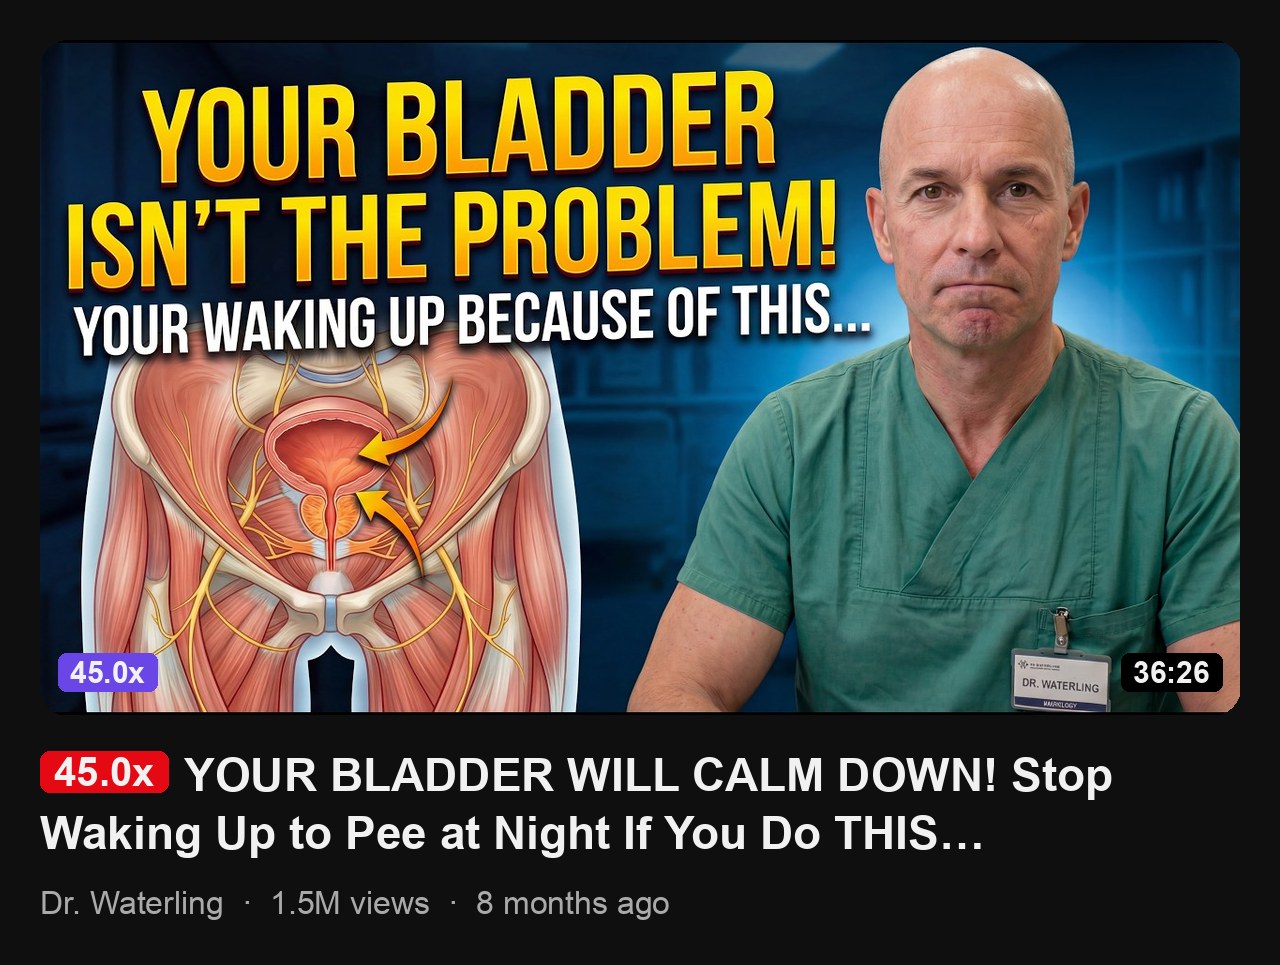 YOUR BLADDER
ISN'T THE PROBLEM!
YOUR WAKING UP BECAUSE OF THIS...
DR. WATERLING
45.0x
36:26
45.0x YOUR BLADDER WILL CALM DOWN! Stop
Waking Up to Pee at Night If You Do THIS...
Dr. Waterling · 1.5M views · 8 months ago